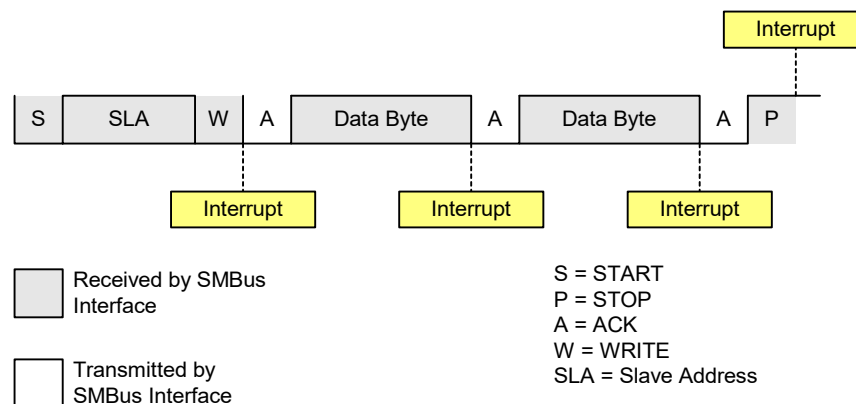 Interrupt
S SLA W A Data Byte A Data Byte A P
Interrupt Interrupt Interrupt
Received by SMBus
Interface
Transmitted by
SMBus Interface
S = START
P = STOP
A = ACK
W = WRITE
SLA = Slave Address